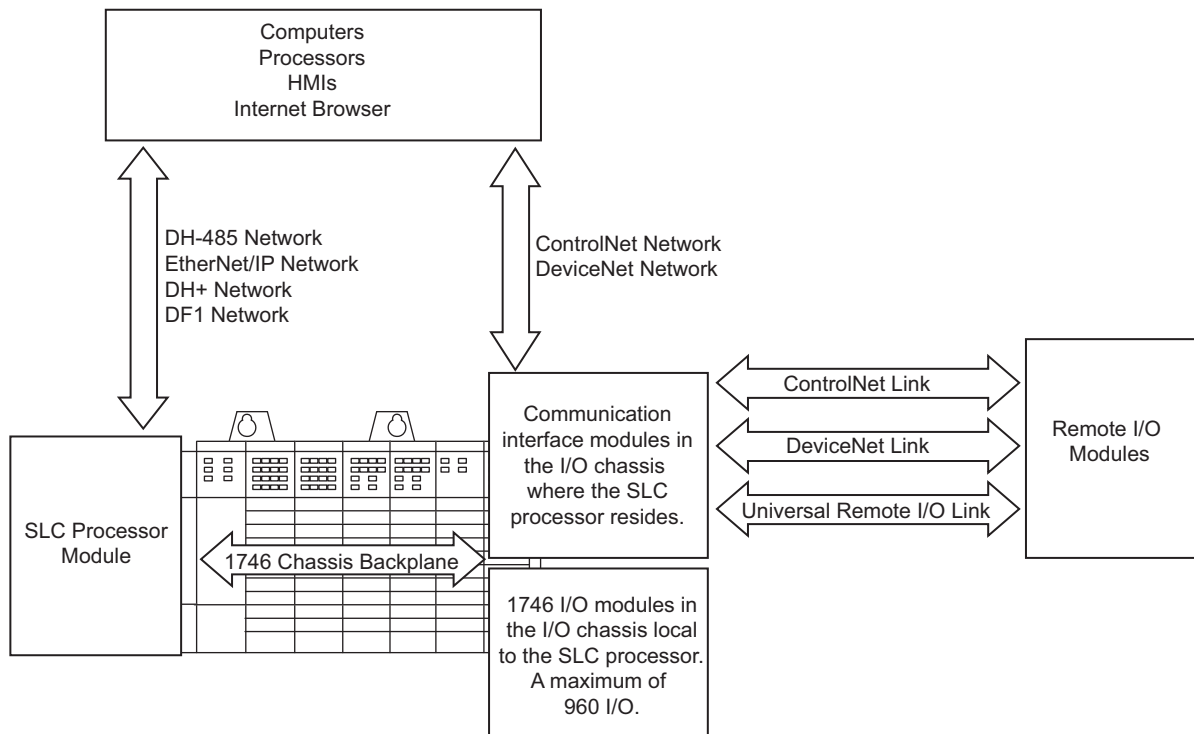 Computers
Processors
HMIs
Internet Browser
DH-485 Network
EtherNet/IP Network
DH+ Network
DF1 Network
ControlNet Network
DeviceNet Network
SLC Processor
Module
1746 Chassis Backplane
Communication
interface modules in
the I/O chassis
where the SLC
processor resides.
1746 I/O modules in
the I/O chassis local
to the SLC processor.
A maximum of
960 I/O.
ControlNet Link
DeviceNet Link
Universal Remote I/O Link
Remote I/O
Modules